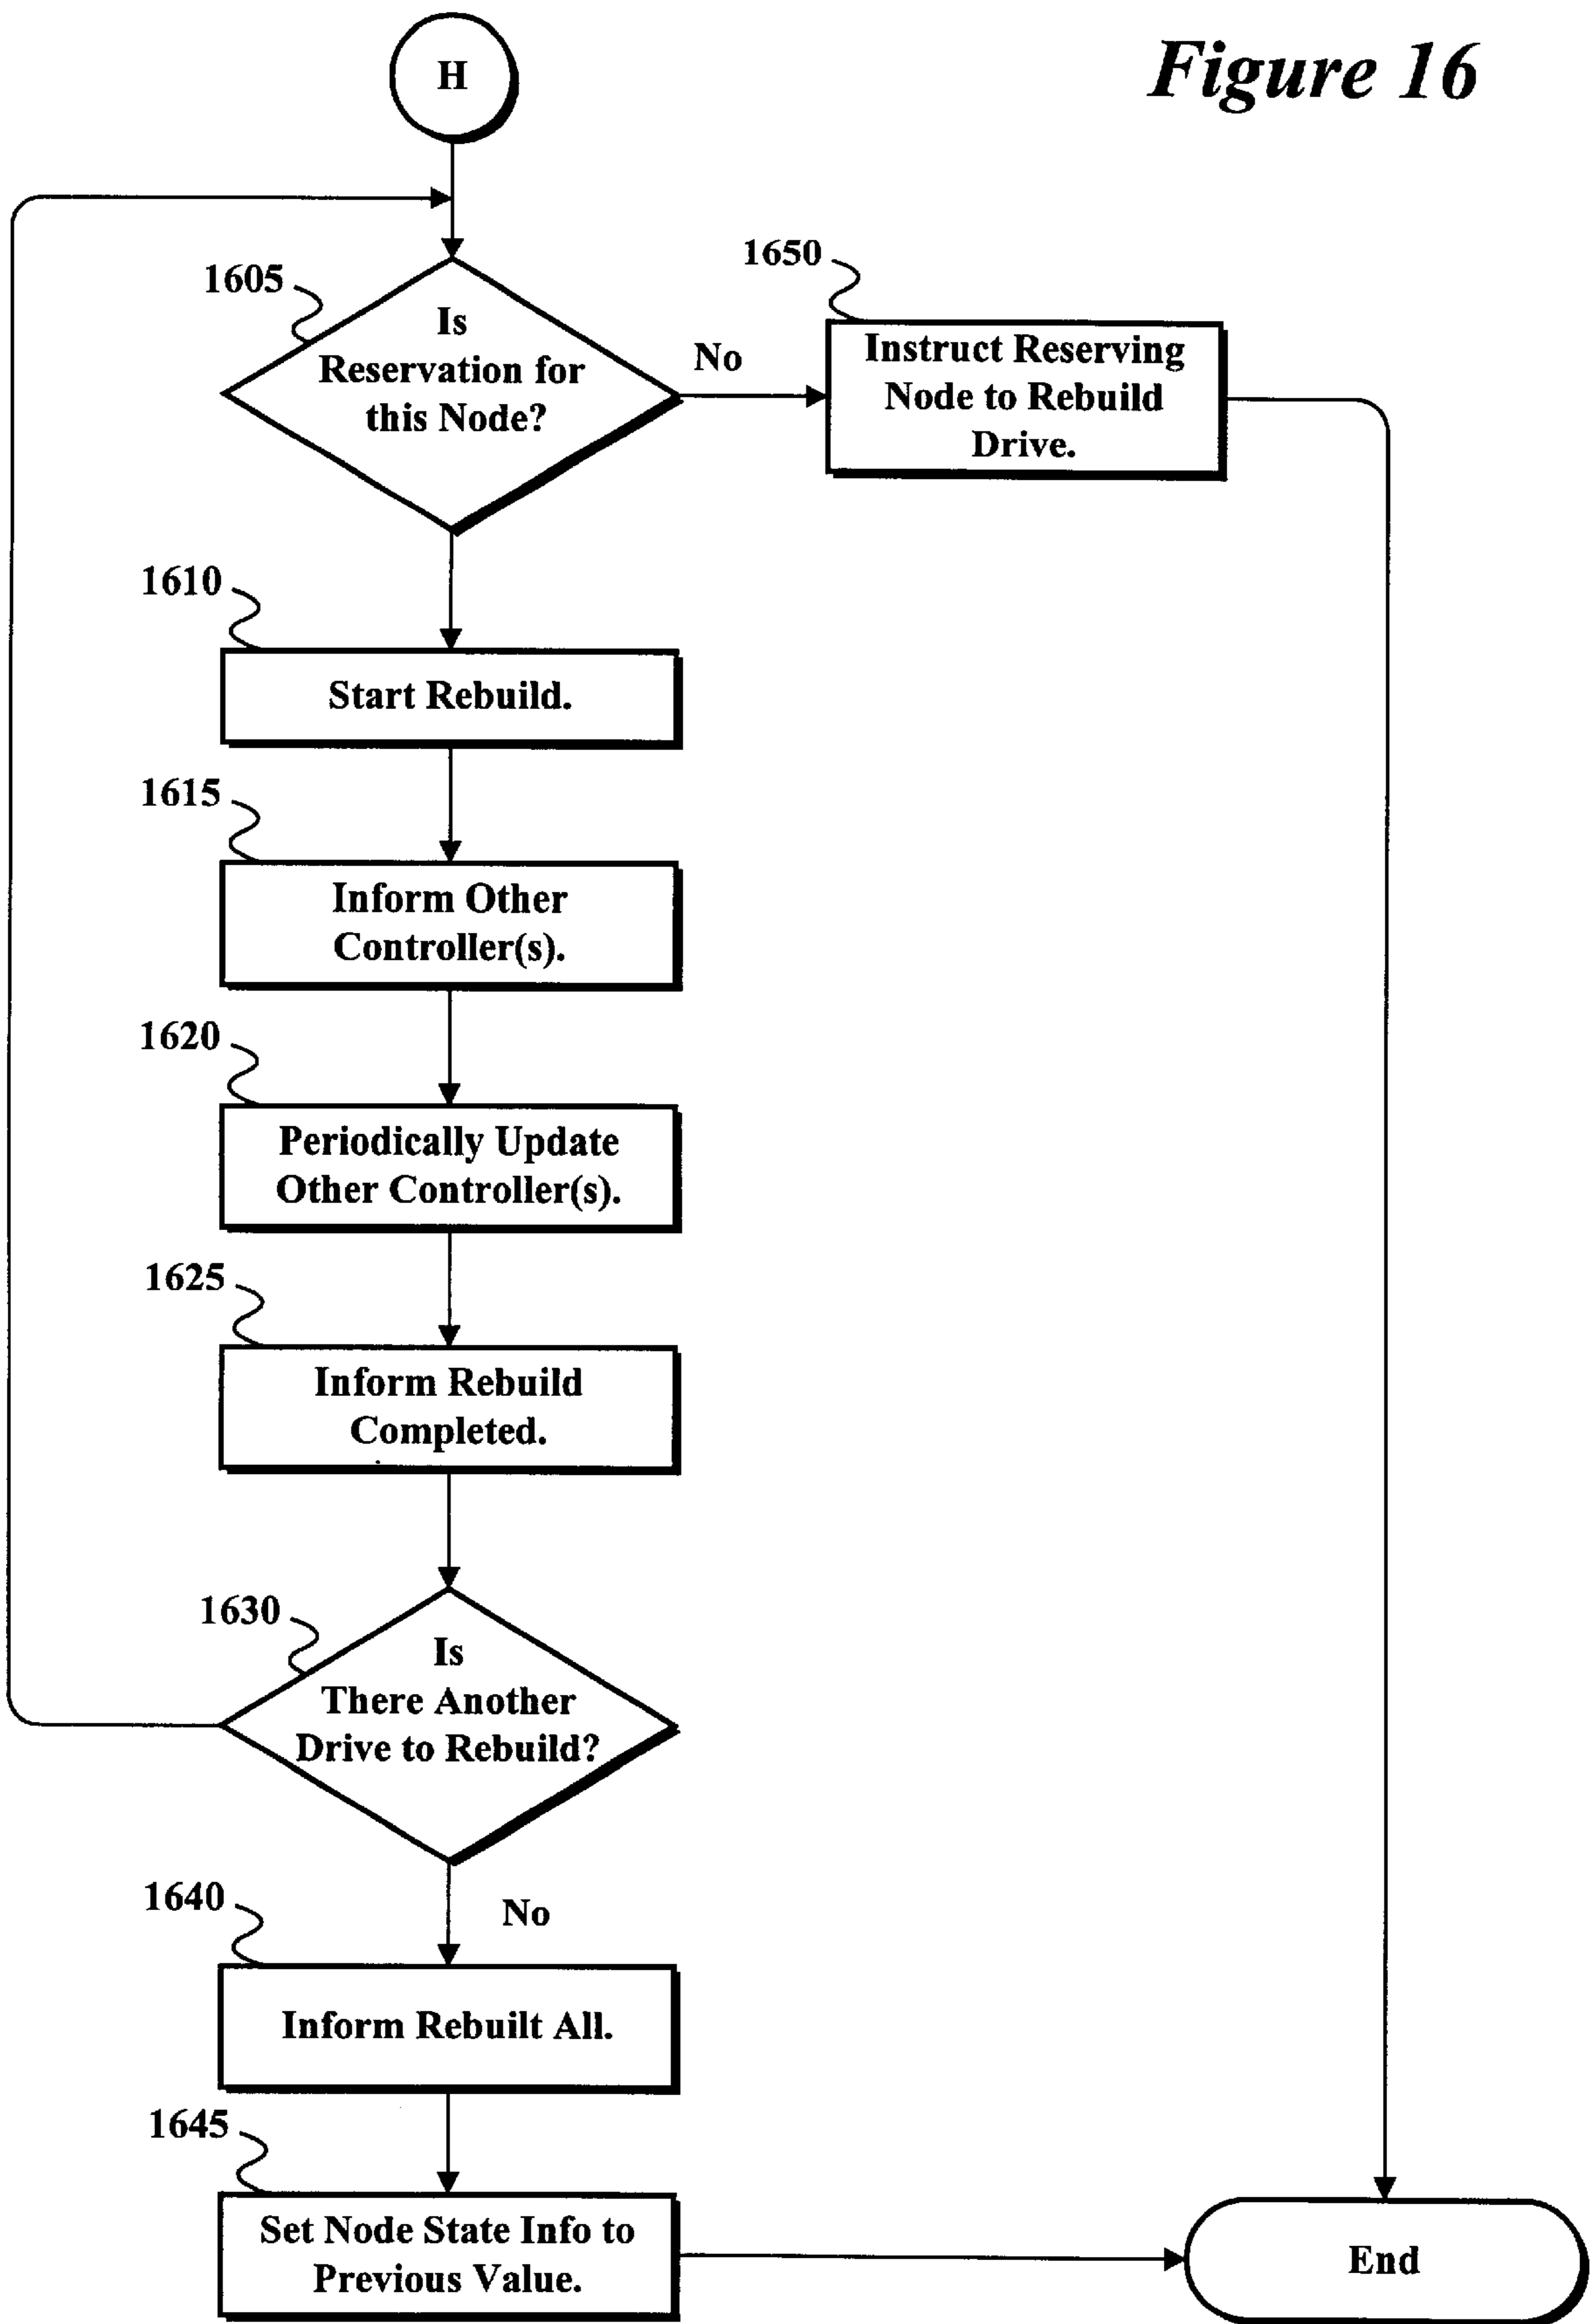 Figure 16
H
1605
Is
Reservation for
this Node?
No
1650
Instruct Reserving
Node to Rebuild
Drive.
1610
Start Rebuild.
1615
Inform Other
Controller(s).
1620
Periodically Update
Other Controller(s).
1625
Inform Rebuild
Completed.
1630
Is
There Another
Drive to Rebuild?
No
1640
Inform Rebuilt All.
1645
Set Node State Info to
Previous Value.
End